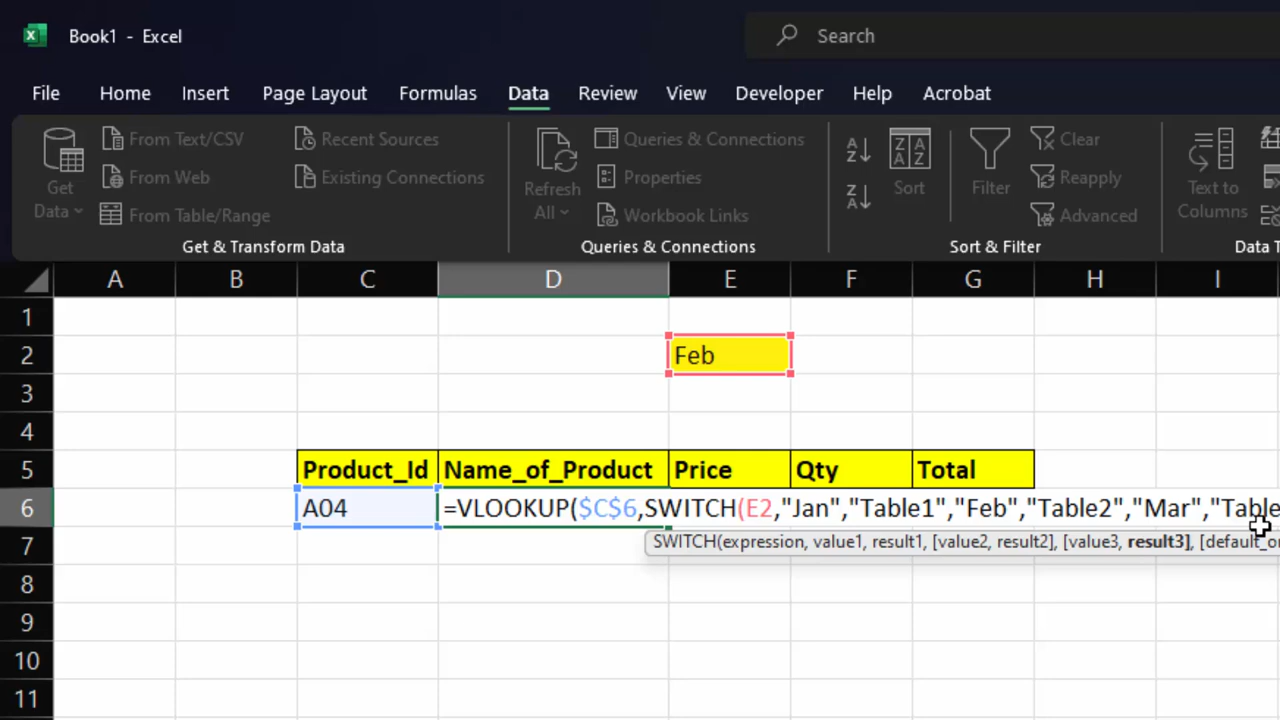 Book1 - Excel
Search
File Home Insert Page Layout Formulas Data Review View Developer Help Acrobat
From Text/CSV Recent Sources Queries & Connections Clear
From Web Existing Connections Properties Reapply
Get Data From Table/Range Refresh All Workbook Links Sort Filter Advanced Text to Columns
Get & Transform Data Queries & Connections Sort & Filter Data T
A B C D E F G H I
1
2 Feb
3
4
5 Product_Id Name_of_Product Price Qty Total
6 A04 =VLOOKUP($C$6,SWITCH(E2,"Jan","Table1","Feb","Table2","Mar","Table
SWITCH(expression, value1, result1, [value2, result2], [value3, result3], [default_or
7
8
9
10
11